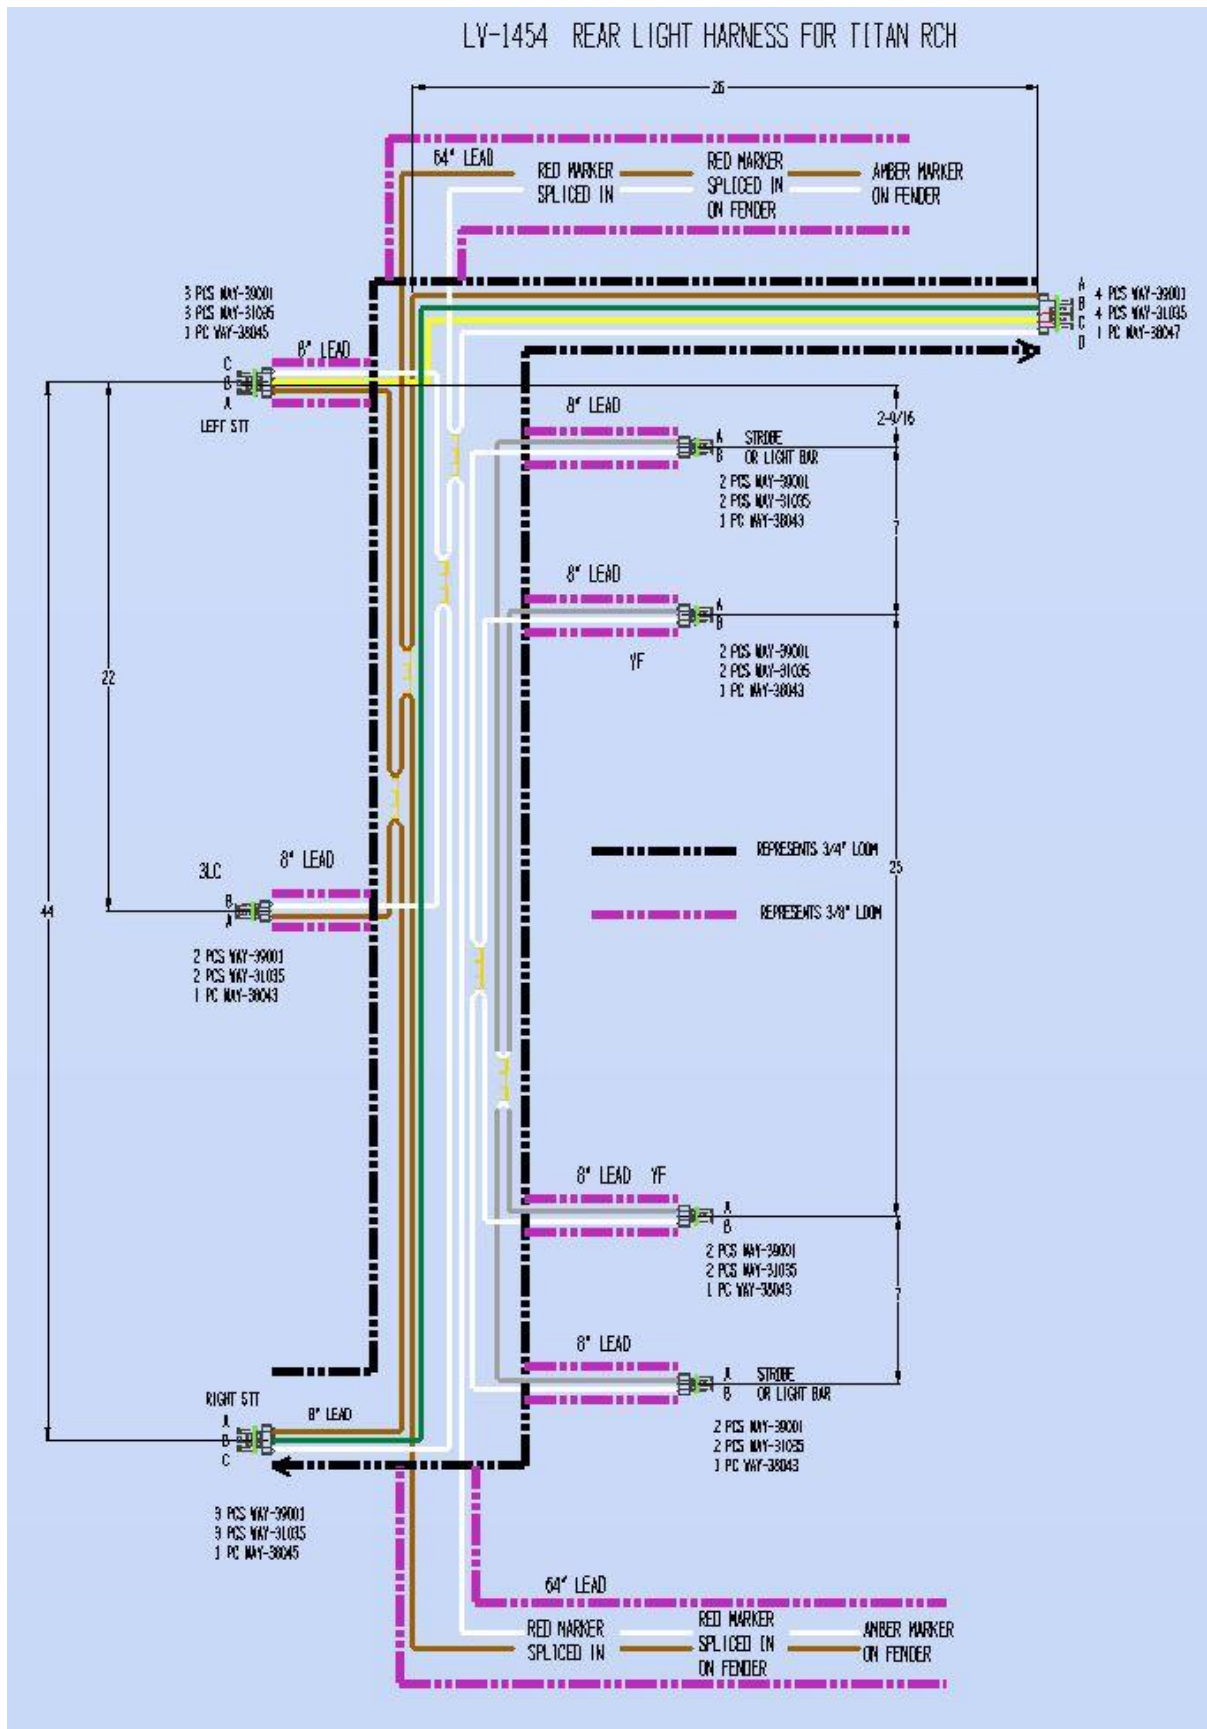 LV-1454 REAR LIGHT HARNESS FOR TITAN RCH
26
64" LEAD
RED MARKER
SPLICED IN
RED MARKER
SPLICED IN
ON FENDER
AMBER MARKER
ON FENDER
3 PCS WAY-39001
3 PCS WAY-31035
1 PC WAY-38045
8" LEAD
C
B
A
LEFT STT
A
B
C
D
4 PCS WAY-39001
4 PCS WAY-31035
1 PC WAY-38047
2-9/16
8" LEAD
A
B
STROBE
OR LIGHT BAR
2 PCS WAY-39001
2 PCS WAY-31035
1 PC WAY-38043
7
8" LEAD
A
B
YF
2 PCS WAY-39001
2 PCS WAY-31035
1 PC WAY-38043
22
REPRESENTS 3/4" LOOM
REPRESENTS 3/8" LOOM
25
44
3LC
8" LEAD
B
A
2 PCS WAY-39001
2 PCS WAY-31035
1 PC WAY-38043
8" LEAD YF
A
B
2 PCS WAY-39001
2 PCS WAY-31035
1 PC WAY-38043
7
8" LEAD
A
B
STROBE
OR LIGHT BAR
2 PCS WAY-39001
2 PCS WAY-31035
1 PC WAY-38043
RIGHT STT
8" LEAD
A
B
C
3 PCS WAY-39001
3 PCS WAY-31035
1 PC WAY-38045
64" LEAD
RED MARKER
SPLICED IN
RED MARKER
SPLICED IN
ON FENDER
AMBER MARKER
ON FENDER